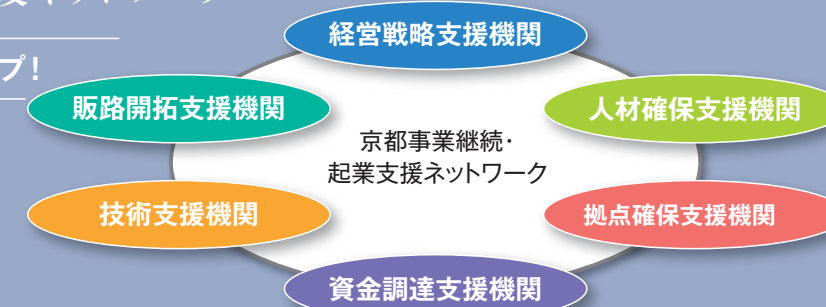 プ!
経営戦略支援機関
販路開拓支援機関
人材確保支援機関
京都事業継続・
起業支援ネットワーク
技術支援機関
拠点確保支援機関
資金調達支援機関